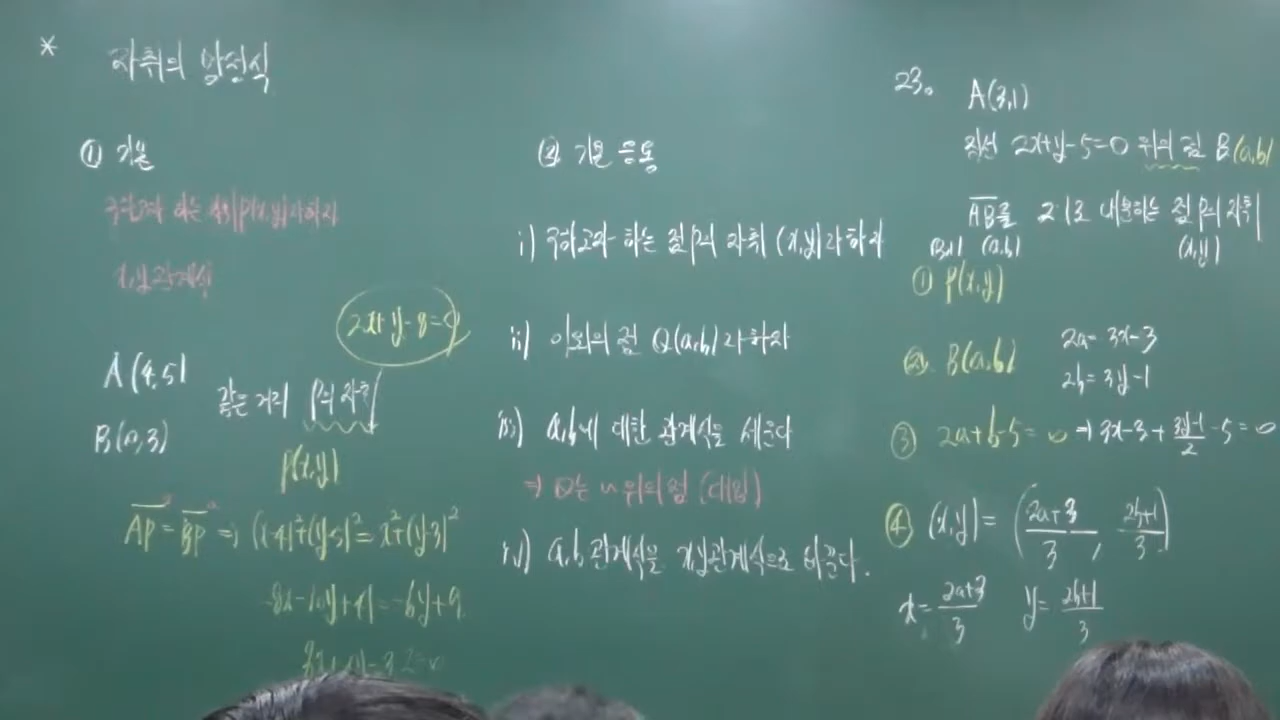 * 자취의 방정식
① 기본
구하고자 하는 점 P(x,y)라하자
x,y 관계식
2x+y-8=0
A(4,5)
B(0,3)
같은 거리 P의 자취
P(x,y)
AP = BP ⇒ (x-4)²+(y-5)²=x²+(y-3)²
-8x-10y+41=-6y+9
② 기본 응용
i) 구하고자 하는 점 P의 자취 (x,y)라하자
ii) 이외의 점 Q(a,b)라하자
iii) a,b에 대한 관계식을 세운다
⇒ Q는 ~위의 점 (대입)
iv) a,b 관계식을 x,y관계식으로 바꾼다.
23. A(3,1)
직선 2x+y-5=0 위의 점 B(a,b)
AB를 2:1로 내분하는 점 P의 자취
(3,1) (a,b) (x,y)
① P(x,y)
② B(a,b) 2a=3x-3
2b=3y-1
③ 2a+b-5=0 ⇒ 3x-3+(3y-1)/2-5=0
④ (x,y)=((2a+3)/3, (2b+1)/3)
x=(2a+3)/3 y=(2b+1)/3